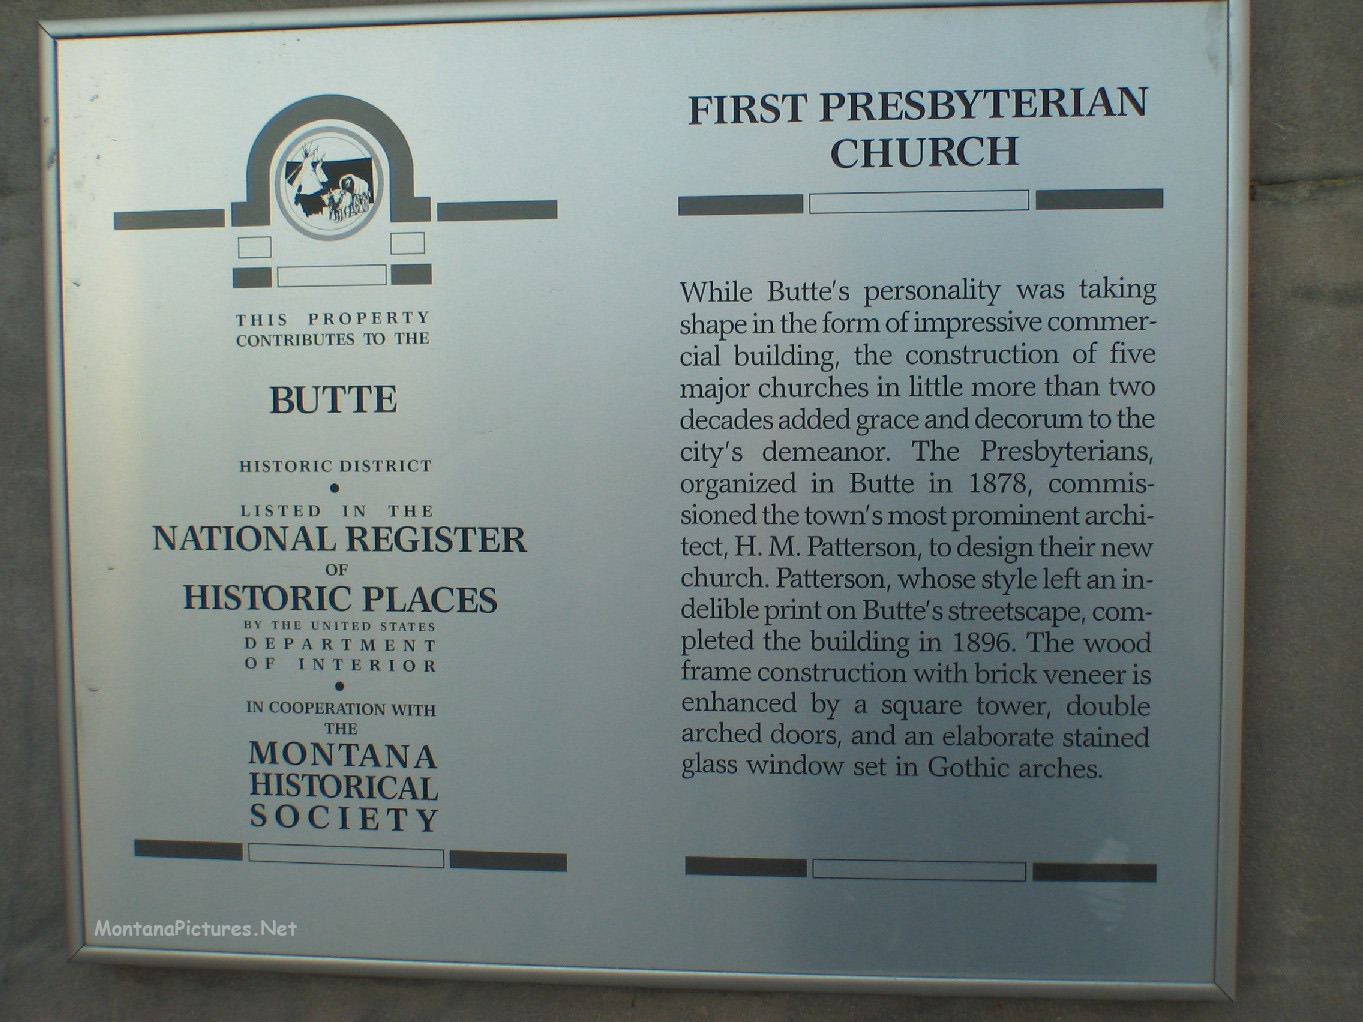 THIS PROPERTY
CONTRIBUTES TO THE
BUTTE
HISTORIC DISTRICT
•
LISTED IN THE
NATIONAL REGISTER
OF
HISTORIC PLACES
BY THE UNITED STATES
DEPARTMENT
OF INTERIOR
•
IN COOPERATION WITH
THE
MONTANA
HISTORICAL
SOCIETY
FIRST PRESBYTERIAN
CHURCH
While Butte's personality was taking
shape in the form of impressive commer-
cial building, the construction of five
major churches in little more than two
decades added grace and decorum to the
city's demeanor. The Presbyterians,
organized in Butte in 1878, commis-
sioned the town's most prominent archi-
tect, H. M. Patterson, to design their new
church. Patterson, whose style left an in-
delible print on Butte's streetscape, com-
pleted the building in 1896. The wood
frame construction with brick veneer is
enhanced by a square tower, double
arched doors, and an elaborate stained
glass window set in Gothic arches.
MontanaPictures.Net